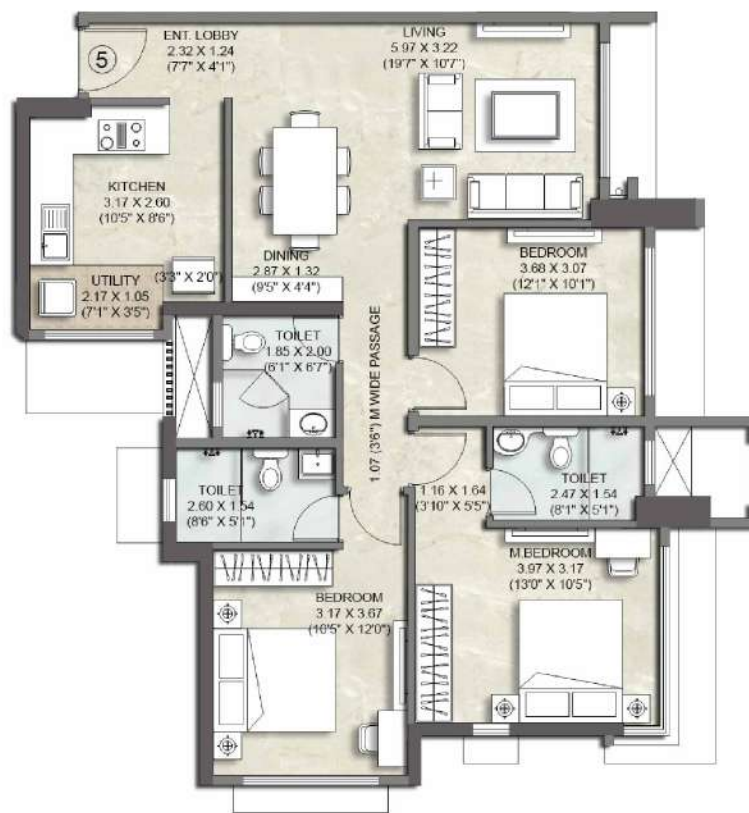 ENT. LOBBY
2.32 X 1.24
(7'7" X 4'1")
5
LIVING
5.97 X 3.22
(19'7" X 10'7")
KITCHEN
3.17 X 2.60
(10'5" X 8'6")
DINING
2.87 X 1.32
(9'5" X 4'4")
UTILITY
2.17 X 1.05
(7'1" X 3'5")
(3'3" X 2'0")
BEDROOM
3.68 X 3.07
(12'1" X 10'1")
TOILET
1.85 X 2.00
(6'1" X 6'7")
1.07 (3'6") M WIDE PASSAGE
TOILET
2.60 X 1.54
(8'6" X 5'1")
1.16 X 1.64
(3'10" X 5'5")
TOILET
2.47 X 1.54
(8'1" X 5'1")
M.BEDROOM
3.97 X 3.17
(13'0" X 10'5")
BEDROOM
3.17 X 3.67
(10'5" X 12'0")